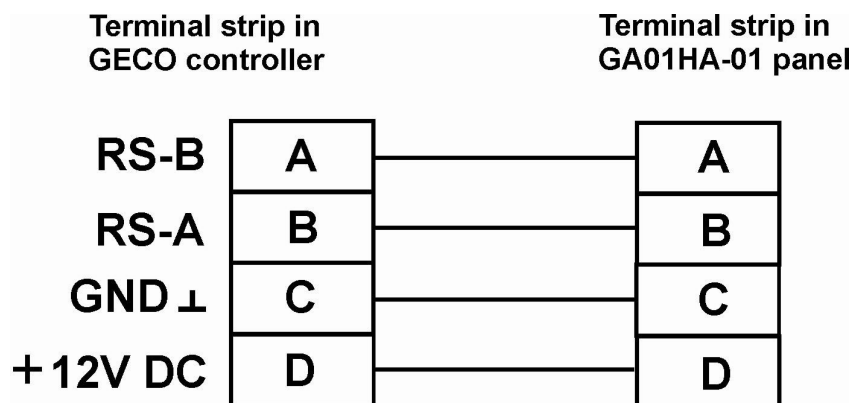 Terminal strip in
GECO controller
Terminal strip in
GA01HA-01 panel
RS-B A A
RS-A B B
GND ⊥ C C
+12V DC D D